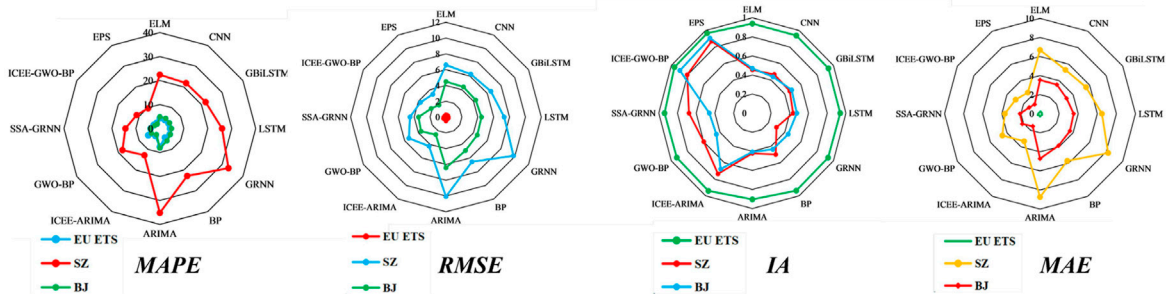 ELM
EPS
CNN
ICEE-GWO-BP
GBiLSTM
SSA-GRNN
LSTM
GWO-BP
GRNN
ICEE-ARIMA
BP
ARIMA
40
30
20
10
0
EU ETS
SZ
BJ
MAPE
ELM
EPS
CNN
ICEE-GWO-BP
GBiLSTM
SSA-GRNN
LSTM
GWO-BP
GRNN
ICEE-ARIMA
BP
ARIMA
12
10
8
6
4
2
0
EU ETS
SZ
BJ
RMSE
ELM
EPS
CNN
ICEE-GWO-BP
GBiLSTM
SSA-GRNN
LSTM
GWO-BP
GRNN
ICEE-ARIMA
BP
ARIMA
1
0.8
0.6
0.4
0.2
0
EU ETS
SZ
BJ
IA
ELM
EPS
CNN
ICEE-GWO-BP
GBiLSTM
SSA-GRNN
LSTM
GWO-BP
GRNN
ICEE-ARIMA
BP
ARIMA
10
8
6
4
2
0
EU ETS
SZ
BJ
MAE